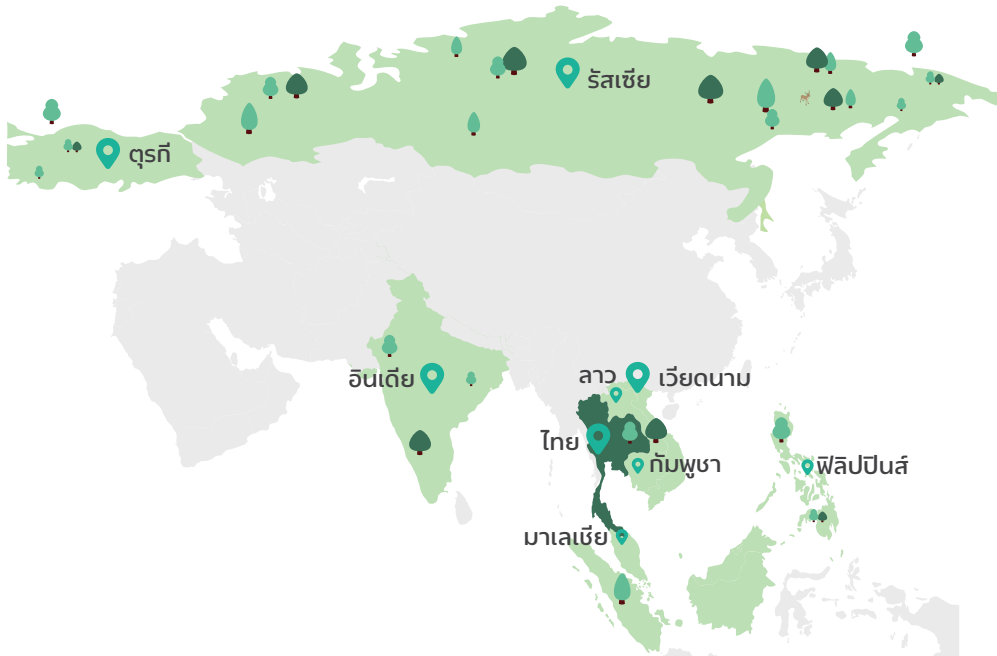 รัสเซีย
ตุรกี
อินเดีย
ลาว
เวียดนาม
ไทย
กัมพูชา
ฟิลิปปินส์
มาเลเซีย